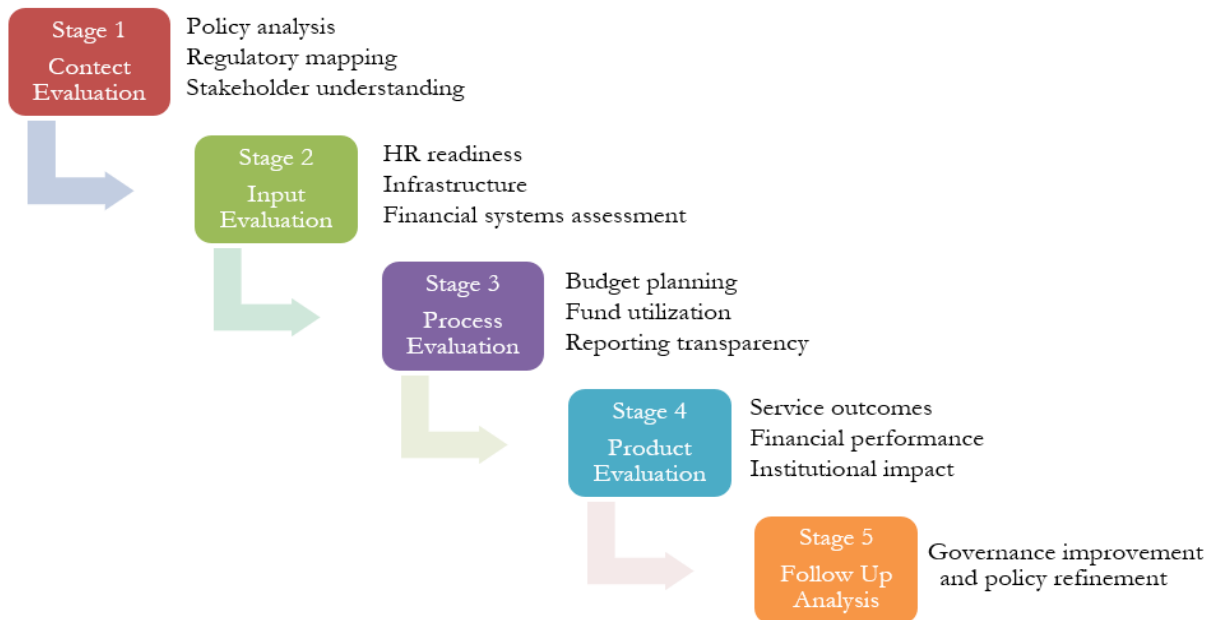 Stage 1
Contect
Evaluation
Policy analysis
Regulatory mapping
Stakeholder understanding
Stage 2
Input
Evaluation
HR readiness
Infrastructure
Financial systems assessment
Stage 3
Process
Evaluation
Budget planning
Fund utilization
Reporting transparency
Stage 4
Product
Evaluation
Service outcomes
Financial performance
Institutional impact
Stage 5
Follow Up
Analysis
Governance improvement
and policy refinement